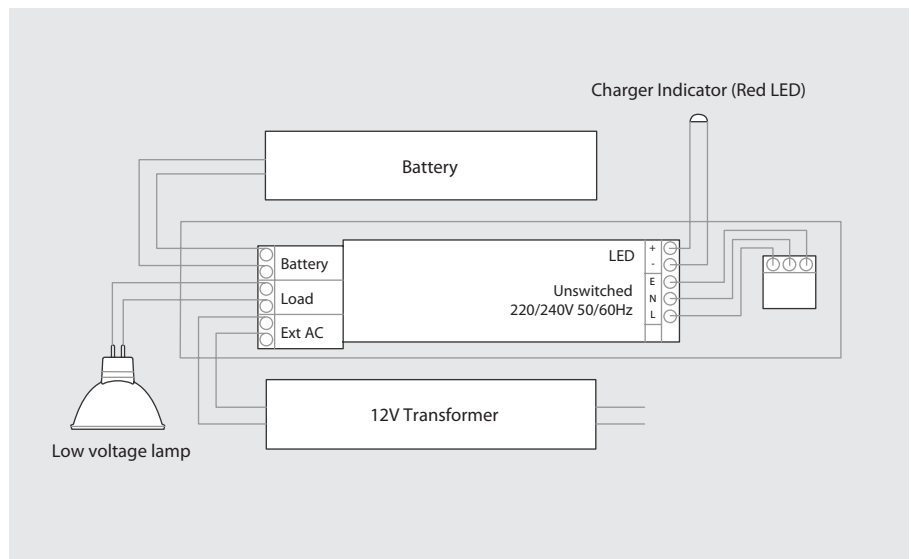 Charger Indicator (Red LED)
Battery
Battery
Load
Ext AC
LED
Unswitched
220/240V 50/60Hz
+
-
E
N
L
12V Transformer
Low voltage lamp